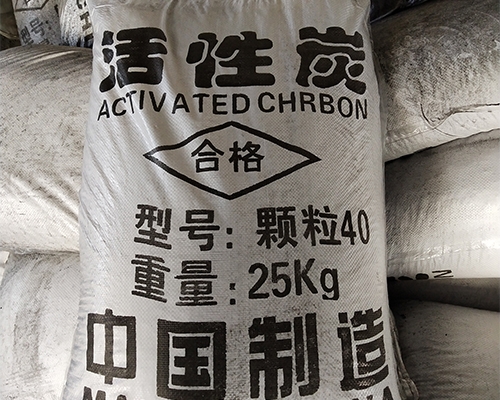 活性炭
ACTIVATED CHRBON
合格
型号：颗粒40
重量：25Kg
中国制造